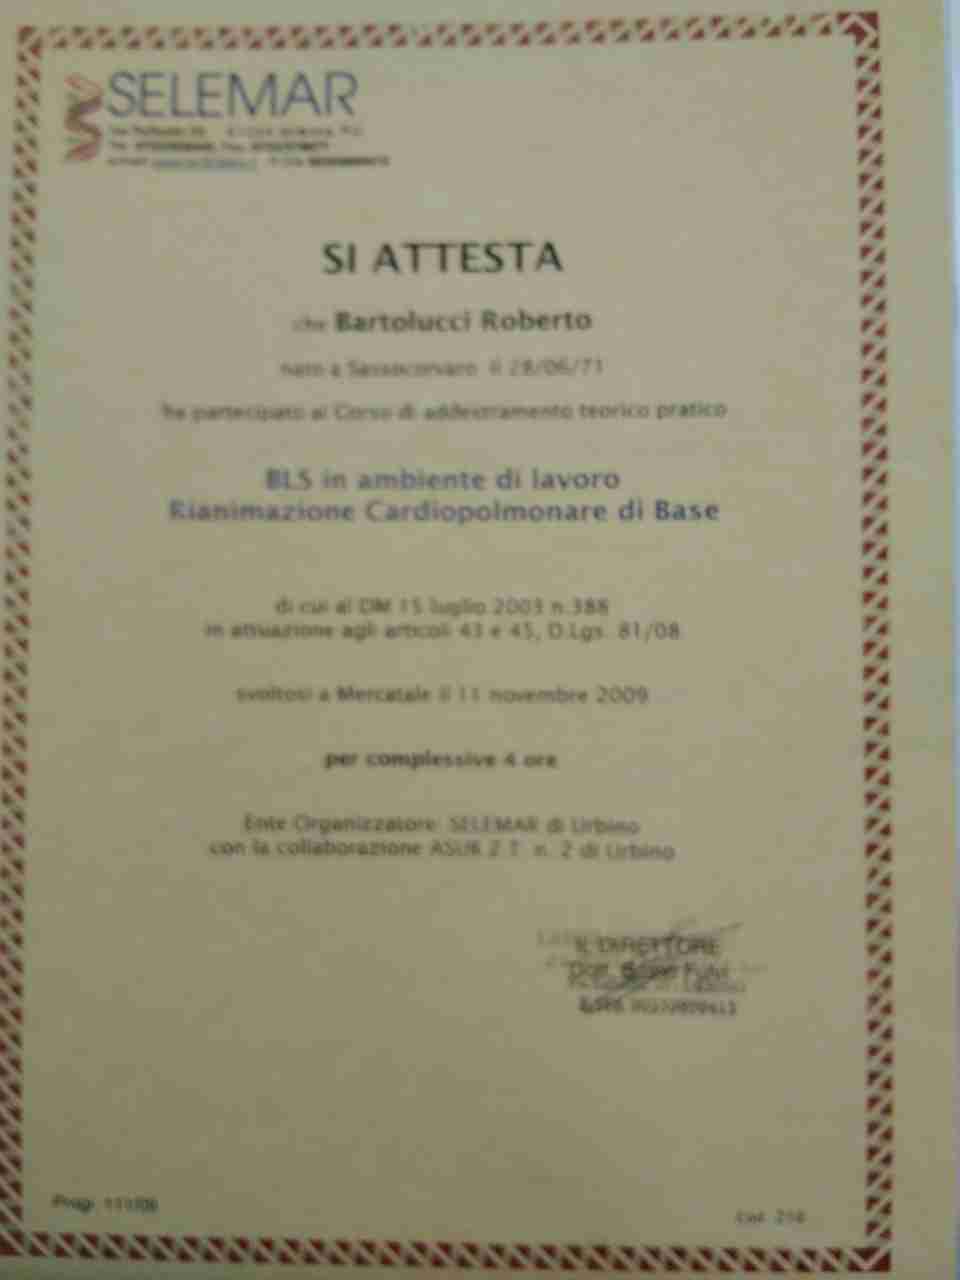 SELEMAR
SI ATTESTA
che Bartolucci Roberto
nato a Sassocorvaro il 28/06/71
ha partecipato al Corso di addestramento teorico pratico
BLS in ambiente di lavoro
Rianimazione Cardiopolmonare di Base
di cui al DM 15 luglio 2003 n.388
in attuazione agli articoli 43 e 45, D.Lgs. 81/08
svoltosi a Mercatale il 11 novembre 2009
per complessive 4 ore
Ente Organizzatore: SELEMAR di Urbino
con la collaborazione ASUR Z.T. n. 2 di Urbino
IL DIRETTORE
Dott.
Prog.